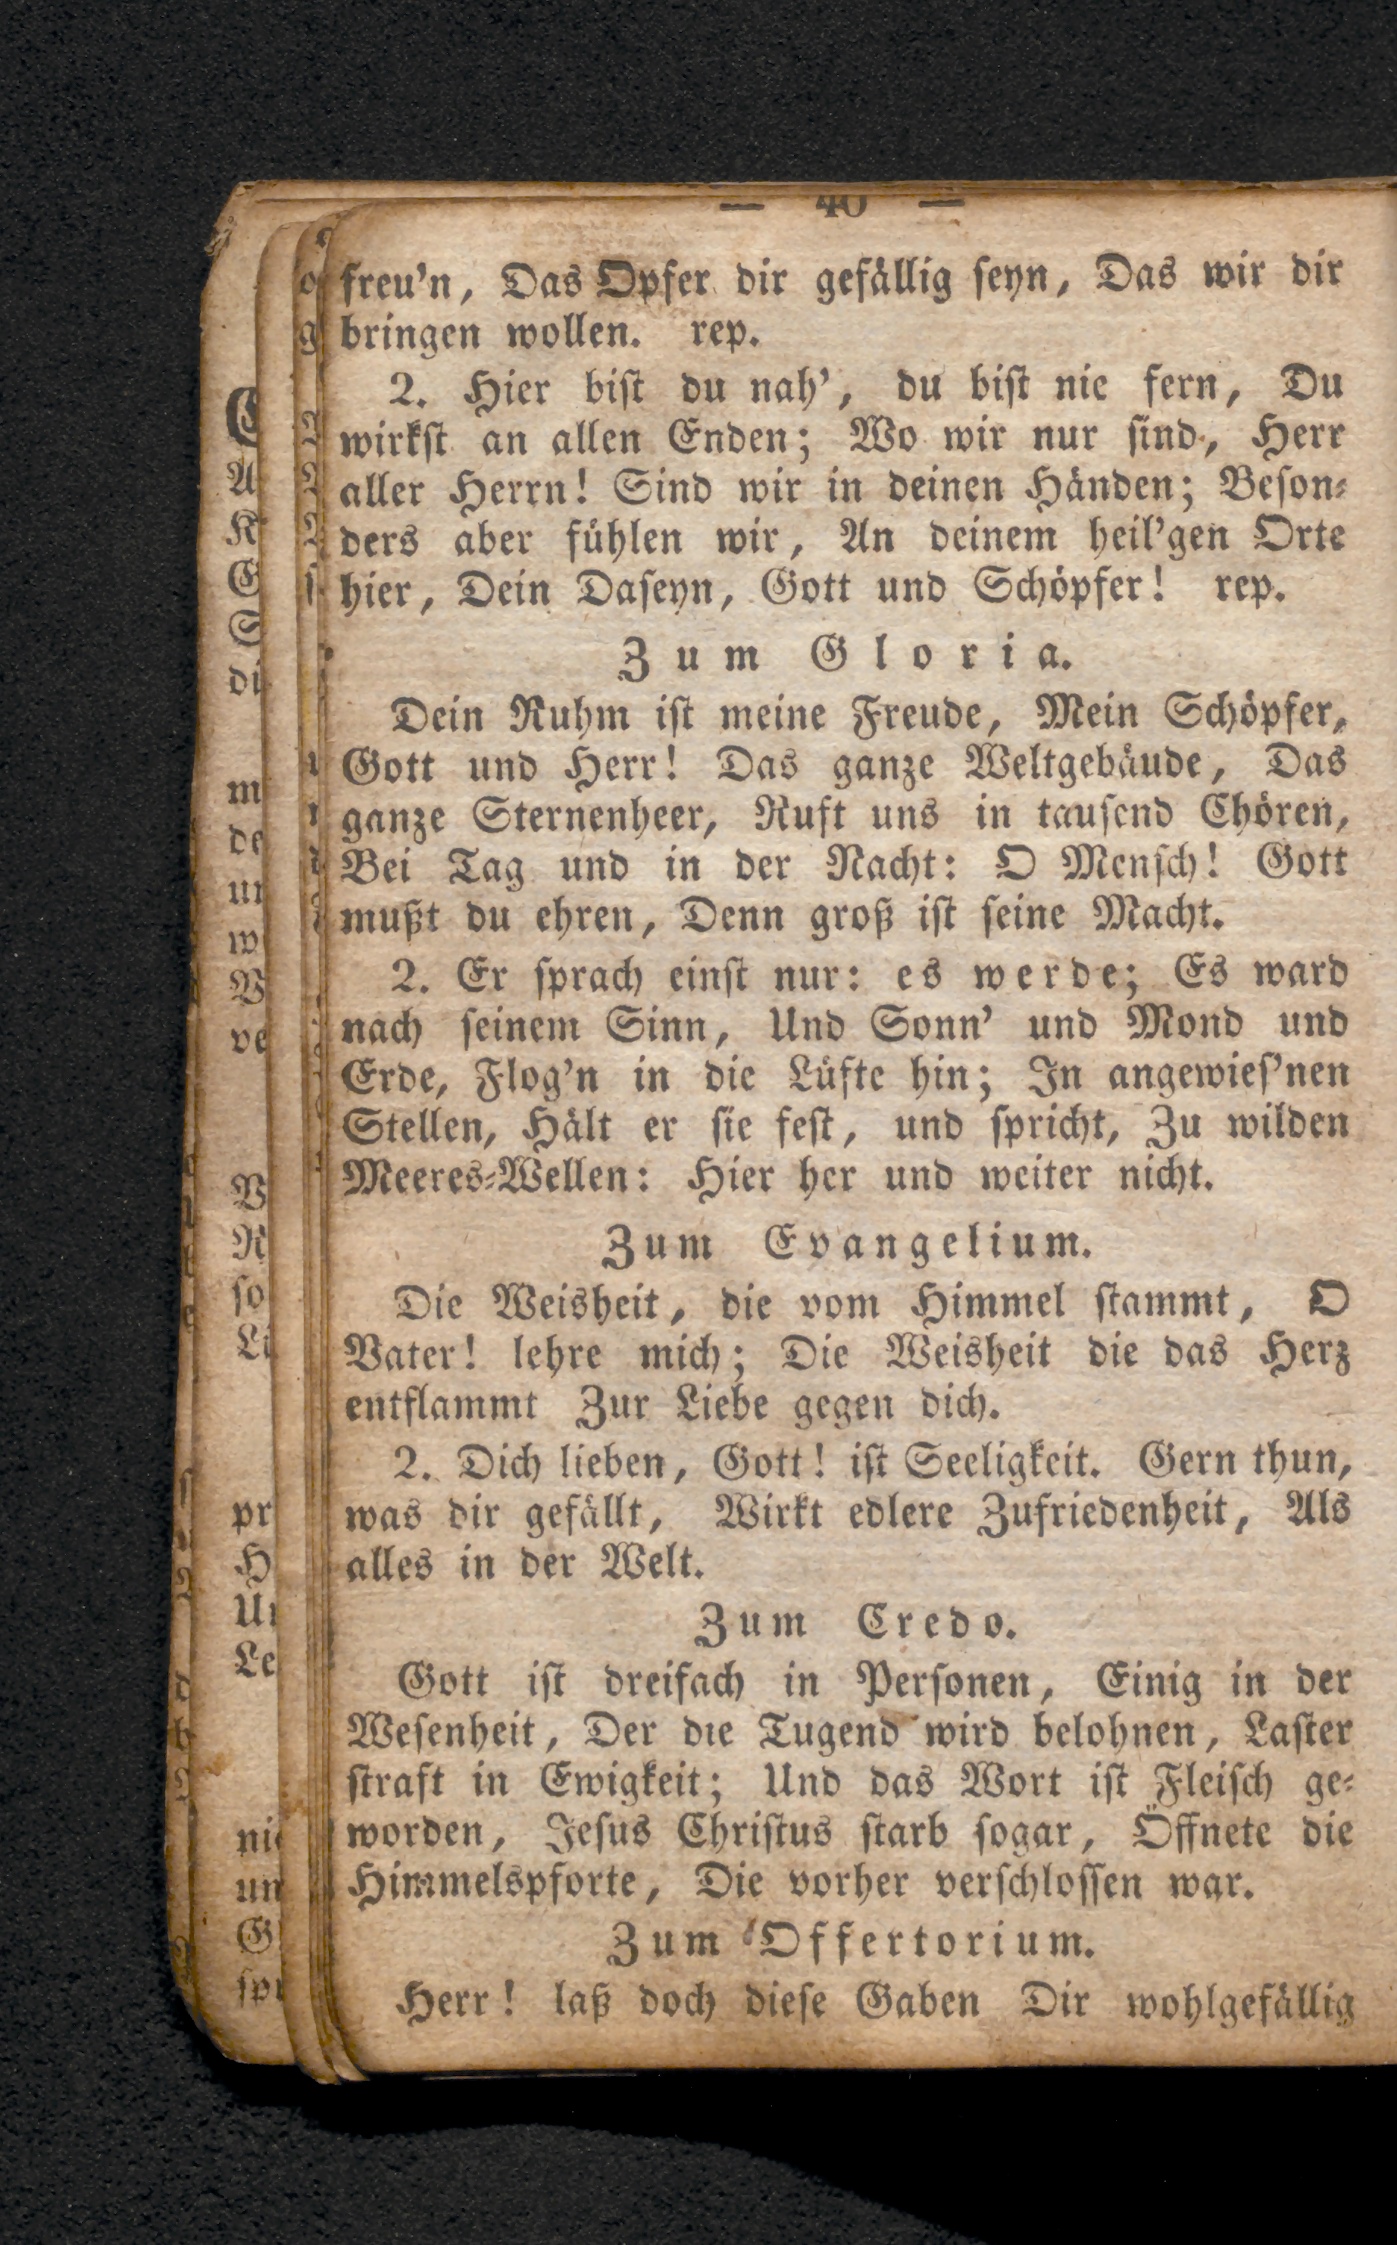 — 40 —
freu'n, Das Opfer dir gefällig seyn, Das wir dir
bringen wollen. rep.
2. Hier bist du nah', du bist nie fern, Du
wirkst an allen Enden; Wo wir nur sind, Herr
aller Herrn! Sind wir in deinen Händen; Beson-
ders aber fühlen wir, An deinem heil'gen Orte
hier, Dein Daseyn, Gott und Schöpfer! rep.
Zum Gloria.
Dein Ruhm ist meine Freude, Mein Schöpfer,
Gott und Herr! Das ganze Weltgebäude, Das
ganze Sternenheer, Ruft uns in tausend Chören,
Bei Tag und in der Nacht: O Mensch! Gott
mußt du ehren, Denn groß ist seine Macht.
2. Er sprach einst nur: es werde; Es ward
nach seinem Sinn, Und Sonn' und Mond und
Erde, Flog'n in die Lüfte hin; In angewies'nen
Stellen, Hält er sie fest, und spricht, Zu wilden
Meeres-Wellen: Hier her und weiter nicht.
Zum Evangelium.
Die Weisheit, die vom Himmel stammt, O
Vater! lehre mich; Die Weisheit die das Herz
entflammt Zur Liebe gegen dich.
2. Dich lieben, Gott! ist Seeligkeit. Gern thun,
was dir gefällt, Wirkt edlere Zufriedenheit, Als
alles in der Welt.
Zum Credo.
Gott ist dreifach in Personen, Einig in der
Wesenheit, Der die Tugend wird belohnen, Laster
straft in Ewigkeit; Und das Wort ist Fleisch ge-
worden, Jesus Christus starb sogar, Öffnete die
Himmelspforte, Die vorher verschlossen war.
Zum Offertorium.
Herr! laß doch diese Gaben Dir wohlgefällig